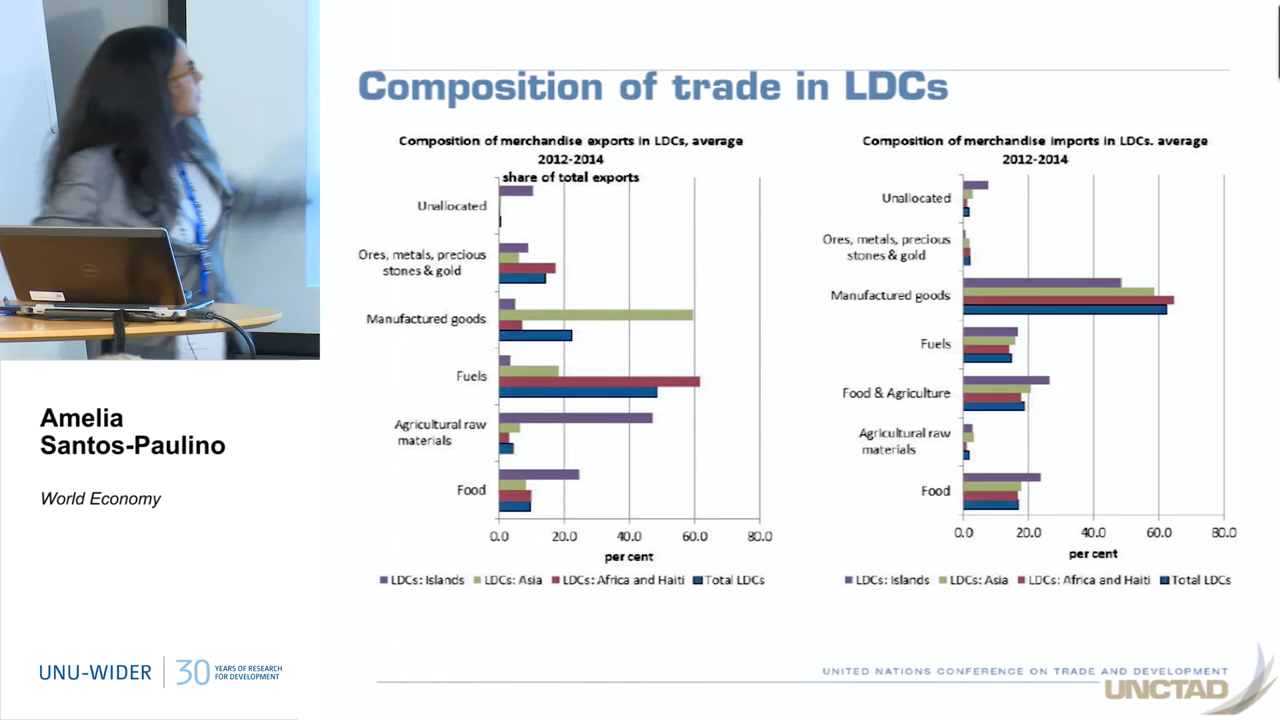 Composition of trade in LDCs
Composition of merchandise exports in LDCs, average
2012-2014
share of total exports
Unallocated
Ores, metals, precious
stones & gold
Manufactured goods
Fuels
Agricultural raw
materials
Food
0.0 20.0 40.0 60.0 80.0
per cent
LDCs: Islands LDCs: Asia LDCs: Africa and Haiti Total LDCs
Composition of merchandise imports in LDCs. average
2012-2014
Unallocated
Ores, metals, precious
stones & gold
Manufactured goods
Fuels
Food & Agriculture
Agricultural raw
materials
Food
0.0 20.0 40.0 60.0 80.0
per cent
LDCs: Islands LDCs: Asia LDCs: Africa and Haiti Total LDCs
Amelia
Santos-Paulino
World Economy
UNU-WIDER
30 YEARS OF RESEARCH
FOR DEVELOPMENT
UNITED NATIONS CONFERENCE ON TRADE AND DEVELOPMENT
UNCTAD